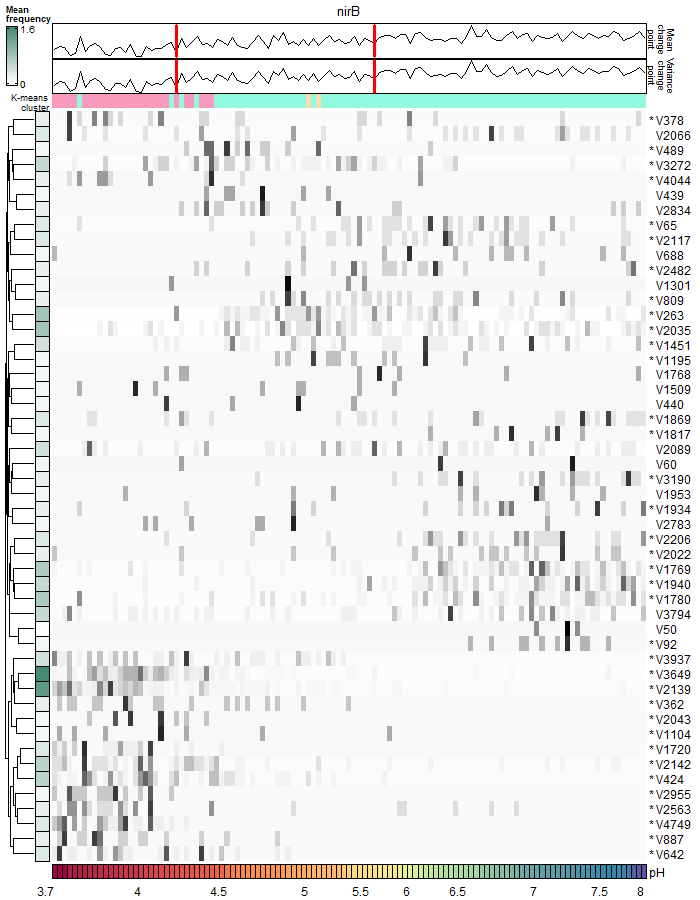 Mean
frequency
1.6
0
nirB
Mean
change
point
Variance
change
point
K-means
cluster
* V378
V2066
* V489
* V3272
* V4044
V439
V2834
* V65
* V2117
V688
* V2482
V1301
* V809
* V263
* V2035
* V1451
* V1195
V1768
V1509
V440
* V1869
* V1817
V2089
V60
* V3190
V1953
* V1934
V2783
* V2206
* V2022
* V1769
* V1940
* V1780
V3794
V50
* V92
* V3937
* V3649
* V2139
* V362
* V2043
* V1104
* V1720
* V2142
* V424
* V2955
* V2563
* V4749
* V887
* V642
pH
3.7 4 4.5 5 5.5 6 6.5 7 7.5 8